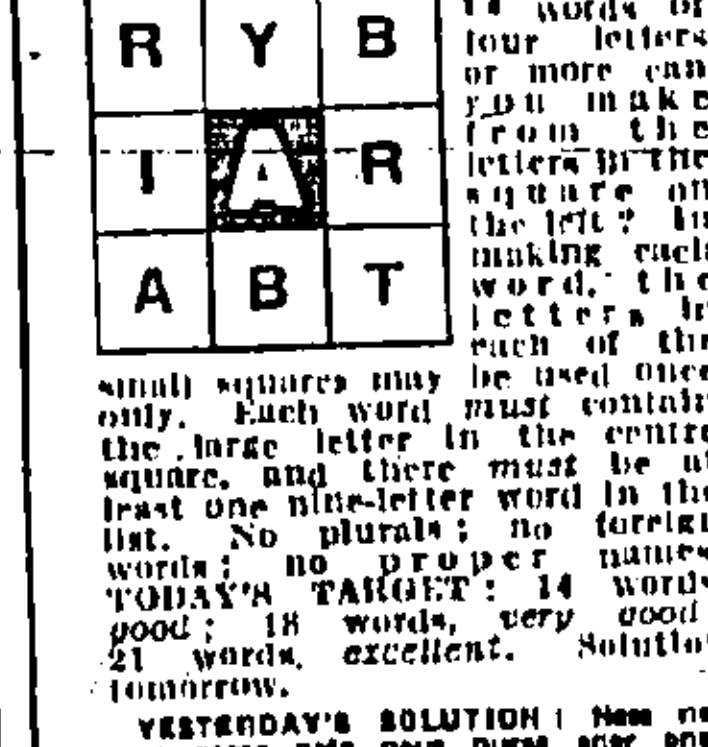 R Y B
I A R
A B T
words of
four letters
or more can
you make
from the
letters in the
square on
the left? In
making each
word, the
letters in
each of the
small squares may be used once
only. Each word must contain
the large letter in the centre
square, and there must be at
least one nine-letter word in the
list. No plurals; no foreign
words; no proper names
TODAY'S TARGET: 14 words
good; 18 words, very good
21 words, excellent. Solutio
tomorrow.
YESTERDAY'S SOLUTION: